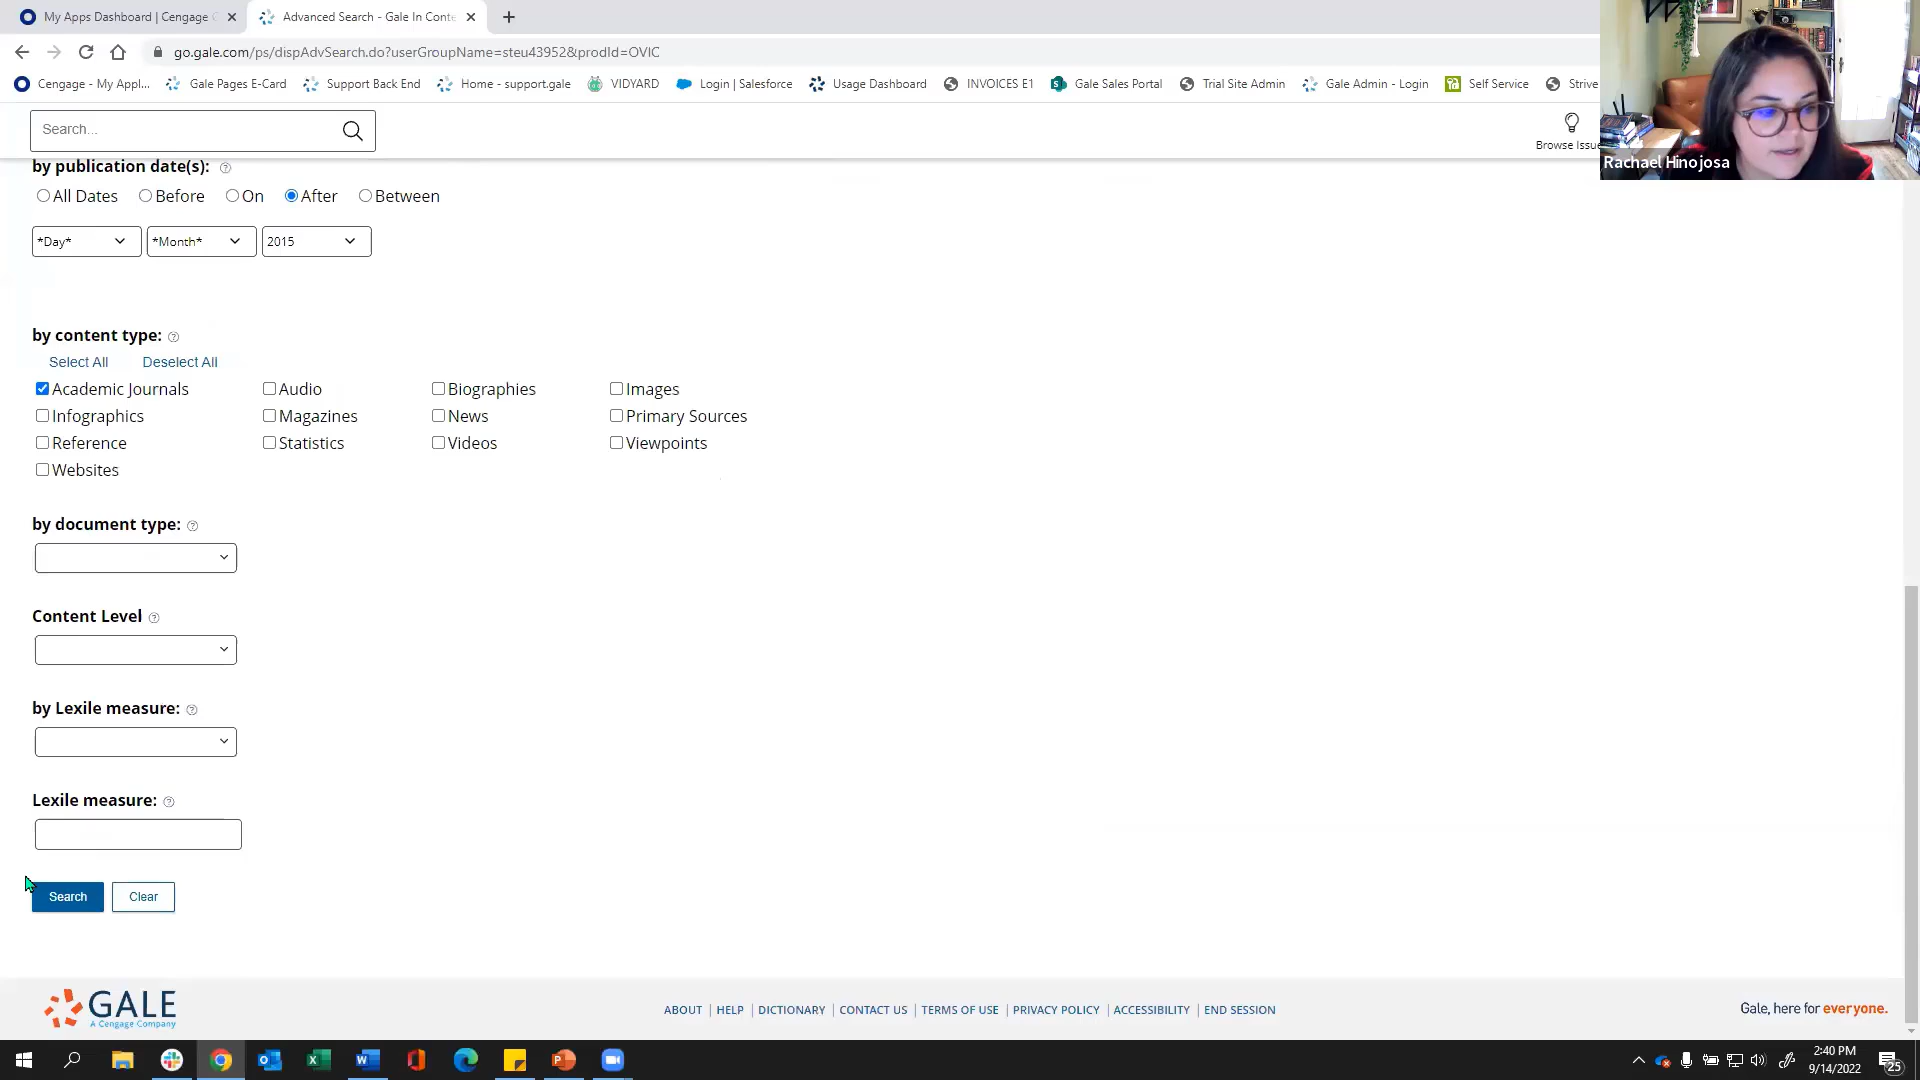 My Apps Dashboard | Cengage
Advanced Search - Gale In Conte
go.gale.com/ps/dispAdvSearch.do?userGroupName=steu43952&prodId=OVIC
Cengage - My Appl...
Gale Pages E-Card
Support Back End
Home - support.gale
VIDYARD
Login | Salesforce
Usage Dashboard
INVOICES E1
Gale Sales Portal
Trial Site Admin
Gale Admin - Login
Self Service
Strive
Search...
Browse Issue
Rachael Hinojosa
by publication date(s):
All Dates Before On After Between
*Day* *Month* 2015
by content type:
Select All Deselect All
Academic Journals Audio Biographies Images
Infographics Magazines News Primary Sources
Reference Statistics Videos Viewpoints
Websites
by document type:
Content Level
by Lexile measure:
Lexile measure:
Search Clear
GALE
A Cengage Company
ABOUT | HELP | DICTIONARY | CONTACT US | TERMS OF USE | PRIVACY POLICY | ACCESSIBILITY | END SESSION
Gale, here for everyone.
2:40 PM
9/14/2022
25